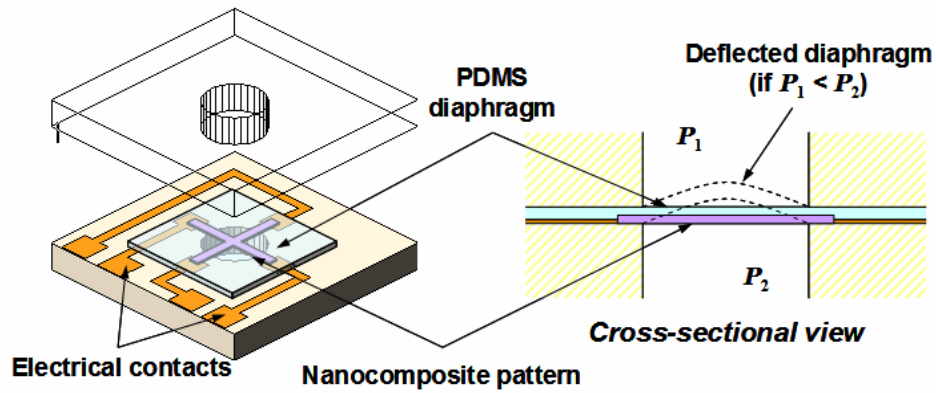 PDMS
diaphragm
Deflected diaphragm
(if P₁ < P₂)
P₁
P₂
Cross-sectional view
Electrical contacts
Nanocomposite pattern